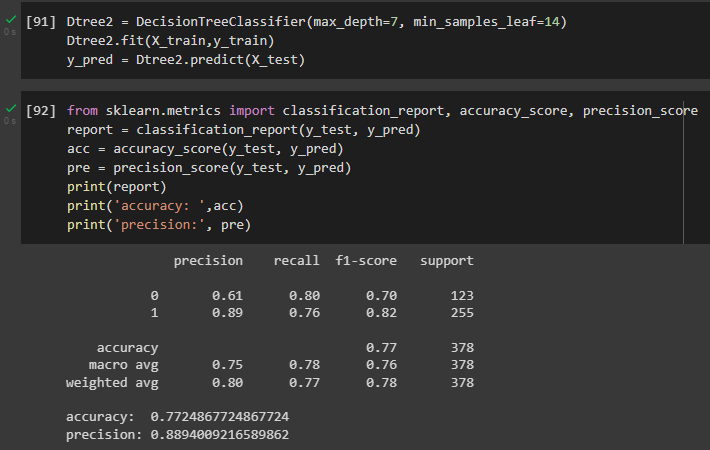 [91] Dtree2 = DecisionTreeClassifier(max_depth=7, min_samples_leaf=14)
Dtree2.fit(X_train,y_train)
y_pred = Dtree2.predict(X_test)
0 s
[92] from sklearn.metrics import classification_report, accuracy_score, precision_score
0 s
report = classification_report(y_test, y_pred)
acc = accuracy_score(y_test, y_pred)
pre = precision_score(y_test, y_pred)
print(report)
print('accuracy: ',acc)
print('precision:', pre)
precision recall f1-score support
0 0.61 0.80 0.70 123
1 0.89 0.76 0.82 255
accuracy 0.77 378
macro avg 0.75 0.78 0.76 378
weighted avg 0.80 0.77 0.78 378
accuracy: 0.7724867724867724
precision: 0.8894009216589862